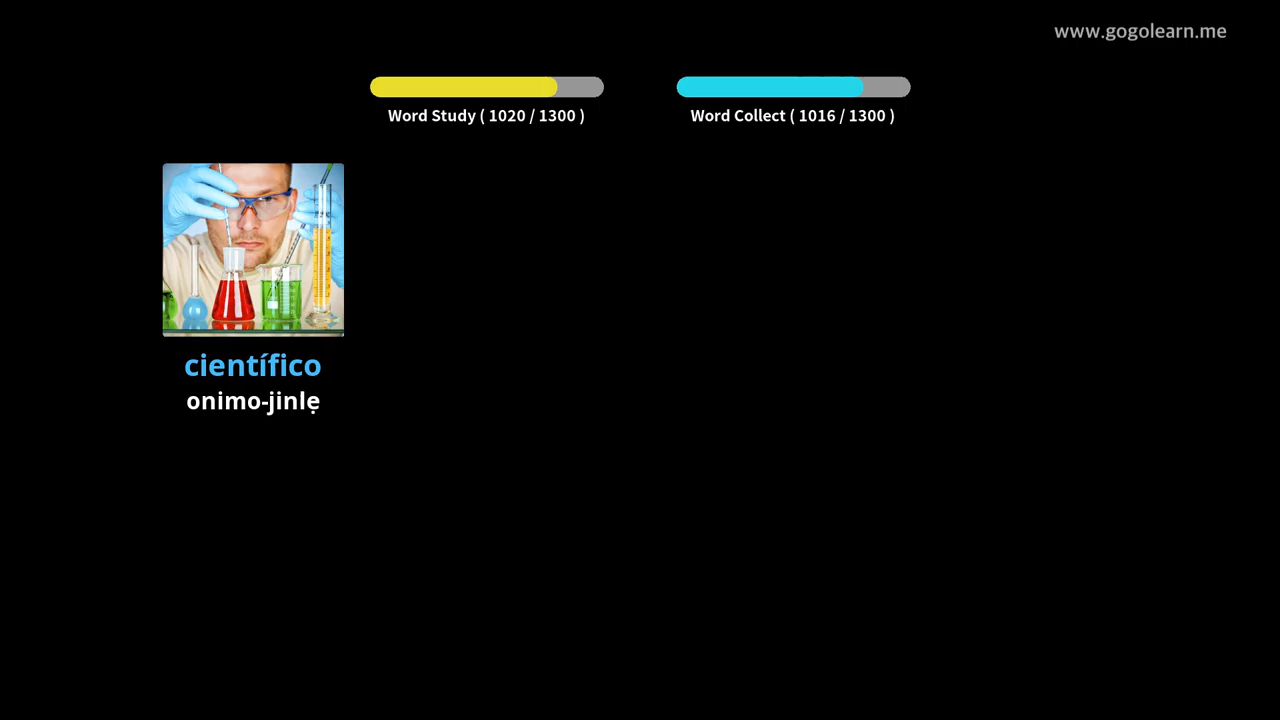 www.gogolearn.me
Word Study ( 1020 / 1300 )
Word Collect ( 1016 / 1300 )
científico
onimo-jinlẹ